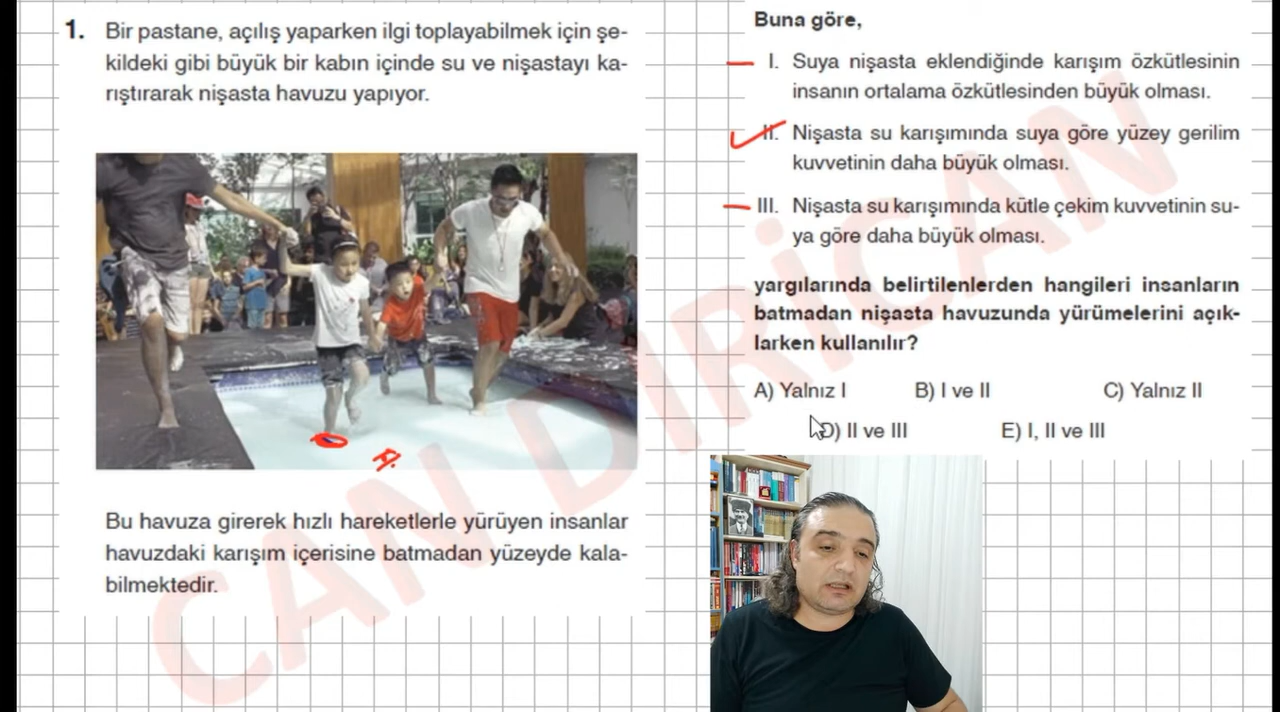 1. Bir pastane, açılış yaparken ilgi toplayabilmek için şe-
kildeki gibi büyük bir kabın içinde su ve nişastayı ka-
rıştırarak nişasta havuzu yapıyor.
Bu havuza girerek hızlı hareketlerle yürüyen insanlar
havuzdaki karışım içerisine batmadan yüzeyde kala-
bilmektedir.
Buna göre,
I. Suya nişasta eklendiğinde karışım özkütlesinin
insanın ortalama özkütlesinden büyük olması.
II. Nişasta su karışımında suya göre yüzey gerilim
kuvvetinin daha büyük olması.
III. Nişasta su karışımında kütle çekim kuvvetinin su-
ya göre daha büyük olması.
yargılarında belirtilenlerden hangileri insanların
batmadan nişasta havuzunda yürümelerini açık-
larken kullanılır?
A) Yalnız I B) I ve II C) Yalnız II
D) II ve III E) I, II ve III
CAN DİRİCAN